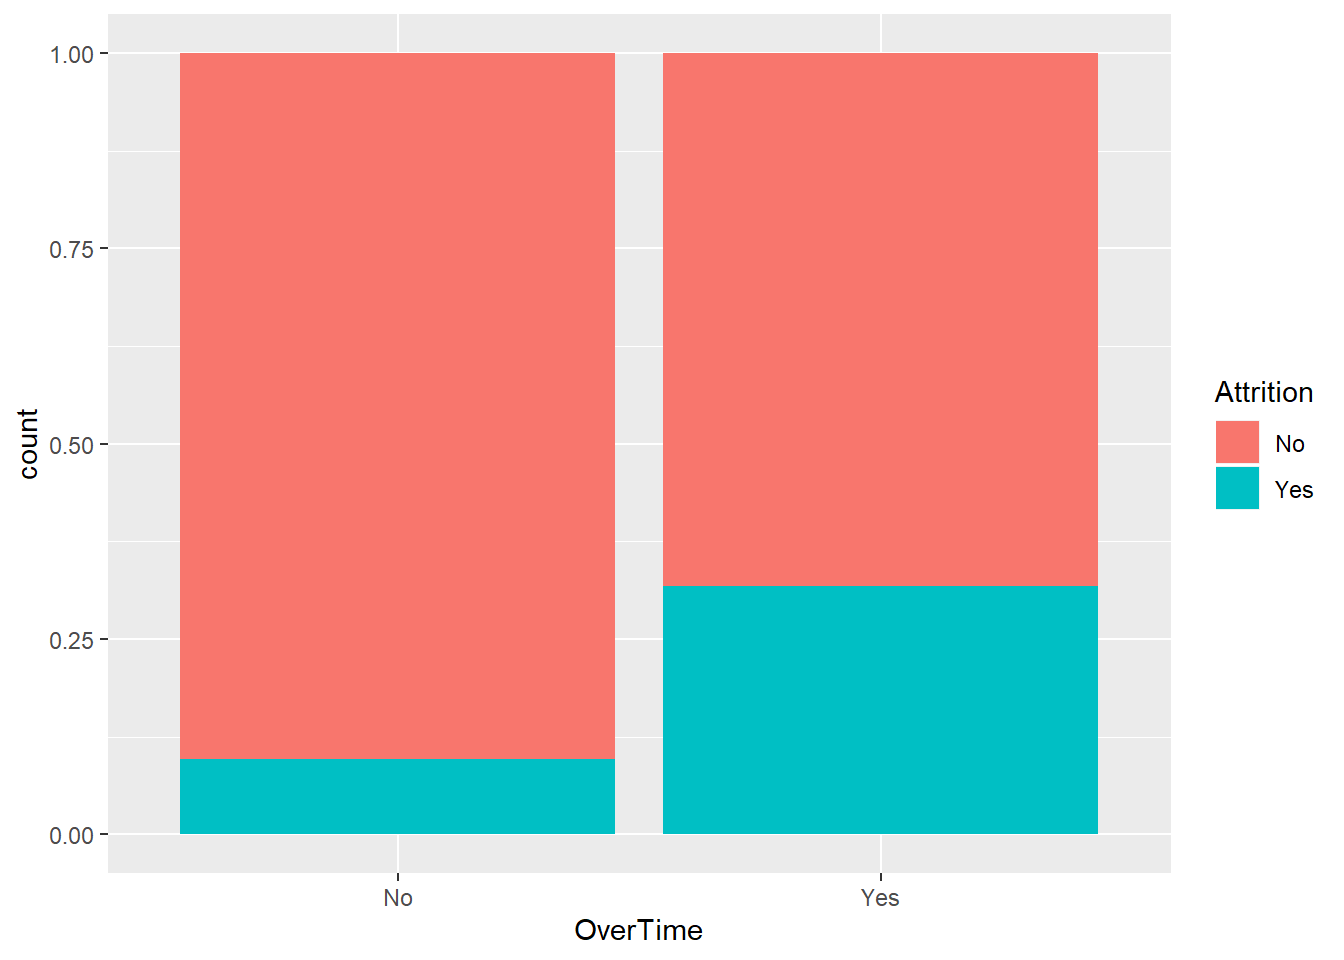 1.00
0.75
0.50
0.25
0.00
count
No
Yes
OverTime
Attrition
No
Yes